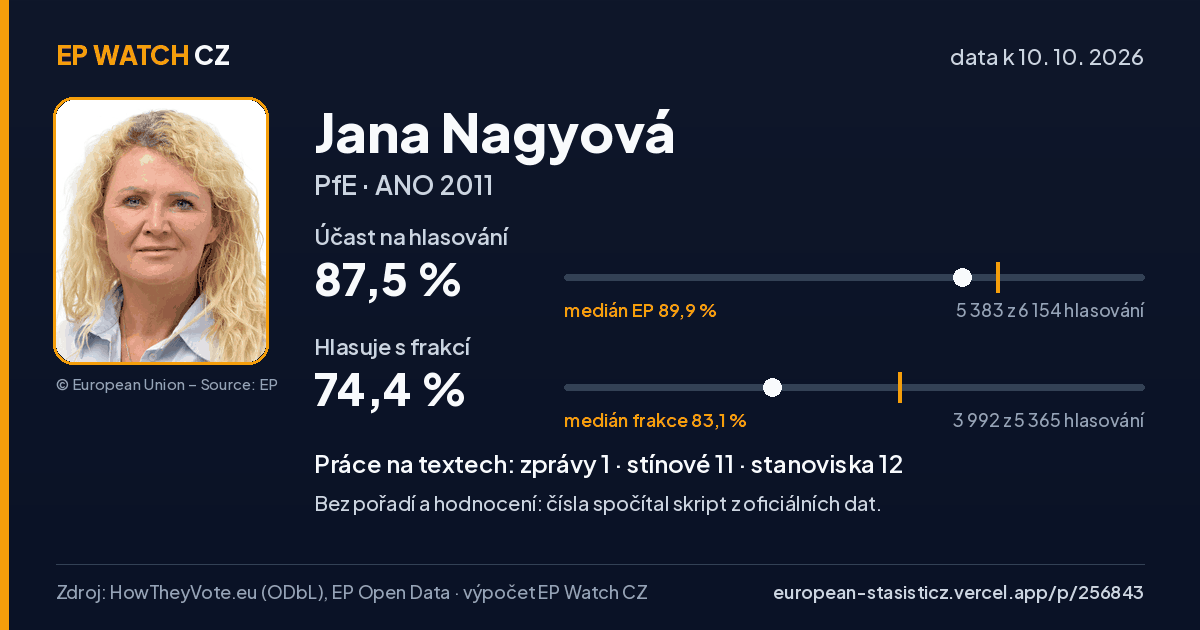 EP WATCH CZ
data k 10. 10. 2026
Jana Nagyová
PfE · ANO 2011
Účast na hlasování
87,5 %
medián EP 89,9 %
5 383 z 6 154 hlasování
Hlasuje s frakcí
74,4 %
medián frakce 83,1 %
3 992 z 5 365 hlasování
© European Union – Source: EP
Práce na textech: zprávy 1 · stínové 11 · stanoviska 12
Bez pořadí a hodnocení: čísla spočítal skript z oficiálních dat.
Zdroj: HowTheyVote.eu (ODbL), EP Open Data · výpočet EP Watch CZ
european-stasisticz.vercel.app/p/256843